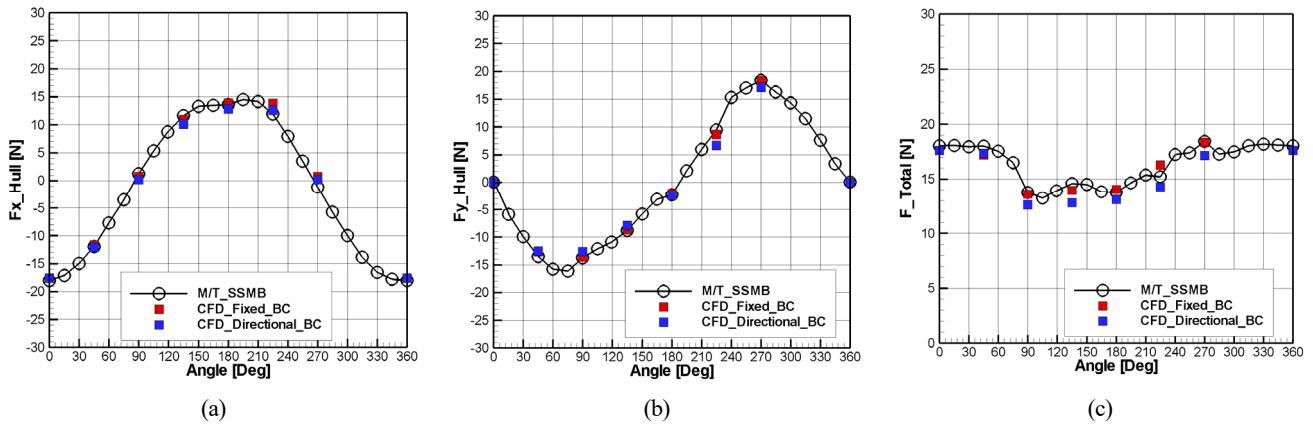 30
25
20
15
10
5
0
-5
-10
-15
-20
-25
-30
Fx_Hull [N]
M/T_SSMB
CFD_Fixed_BC
CFD_Directional_BC
0 30 60 90 120 150 180 210 240 270 300 330 360
Angle [Deg]
(a)
30
25
20
15
10
5
0
-5
-10
-15
-20
-25
-30
Fy_Hull [N]
M/T_SSMB
CFD_Fixed_BC
CFD_Directional_BC
0 30 60 90 120 150 180 210 240 270 300 330 360
Angle [Deg]
(b)
30
25
20
15
10
5
0
F_Total [N]
M/T_SSMB
CFD_Fixed_BC
CFD_Directional_BC
0 30 60 90 120 150 180 210 240 270 300 330 360
Angle [Deg]
(c)